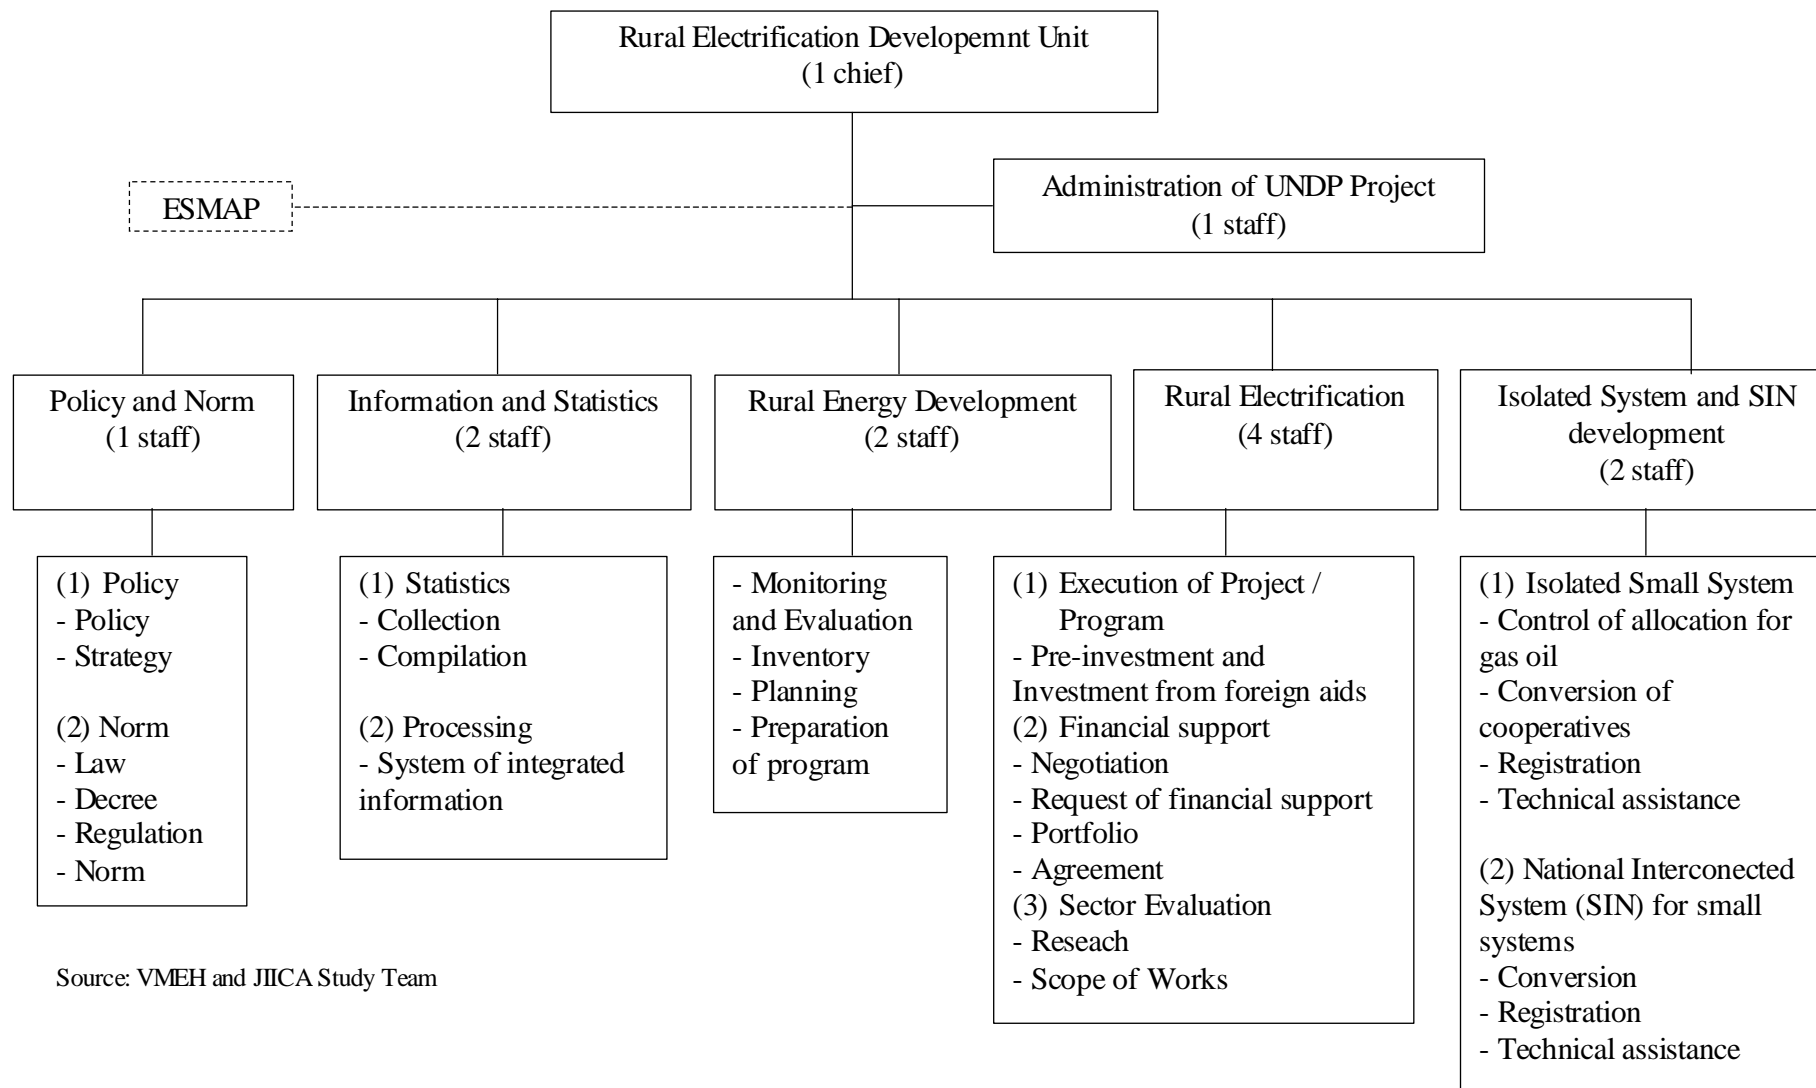 Rural Electrification Developemnt Unit
(1 chief)
ESMAP
Administration of UNDP Project
(1 staff)
Policy and Norm
(1 staff)
Information and Statistics
(2 staff)
Rural Energy Development
(2 staff)
Rural Electrification
(4 staff)
Isolated System and SIN
development
(2 staff)
(1) Policy
- Policy
- Strategy
(2) Norm
- Law
- Decree
- Regulation
- Norm
(1) Statistics
- Collection
- Compilation
(2) Processing
- System of integrated
information
- Monitoring
and Evaluation
- Inventory
- Planning
- Preparation
of program
(1) Execution of Project /
Program
- Pre-investment and
Investment from foreign aids
(2) Financial support
- Negotiation
- Request of financial support
- Portfolio
- Agreement
(3) Sector Evaluation
- Reseach
- Scope of Works
(1) Isolated Small System
- Control of allocation for
gas oil
- Conversion of
cooperatives
- Registration
- Technical assistance
(2) National Interconected
System (SIN) for small
systems
- Conversion
- Registration
- Technical assistance
Source: VMEH and JIICA Study Team